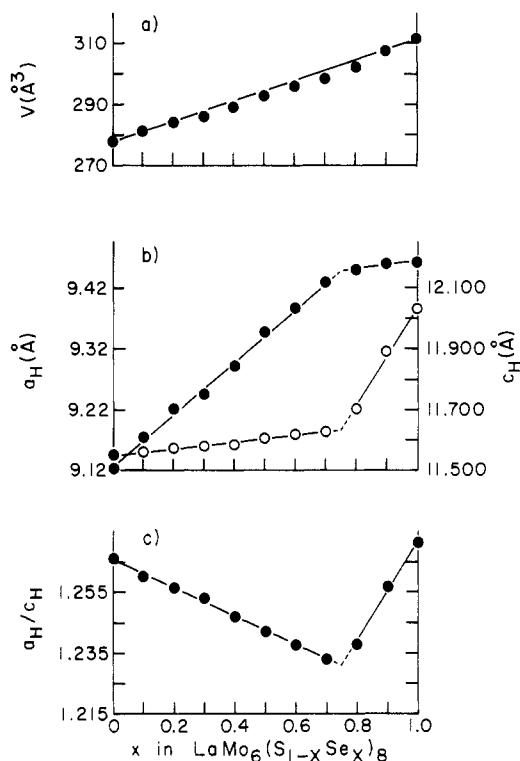 a)
310
290
270
V(Å³)
b)
9.42
9.32
9.22
9.12
a_H(Å)
12.100
11.900
11.700
11.500
c_H(Å)
c)
1.255
1.235
1.215
a_H/c_H
0 0.2 0.4 0.6 0.8 1.0
x in LaMo₆(S₁₋ₓSeₓ)₈